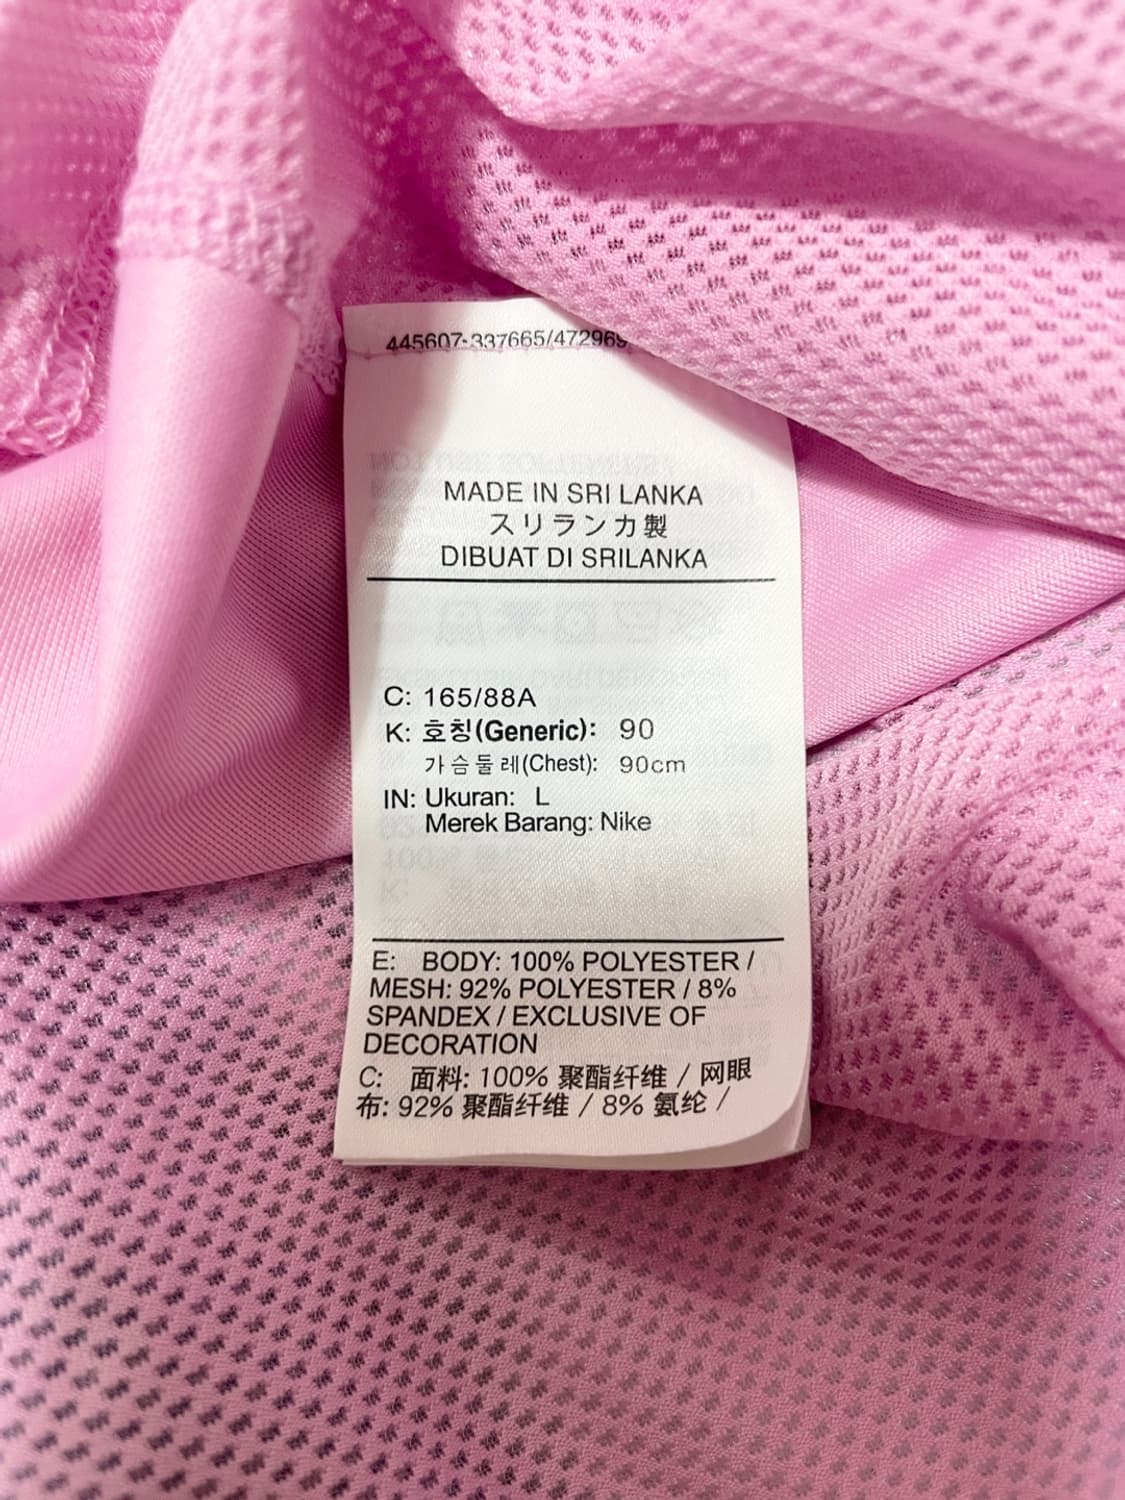 445607-337665/472969
MADE IN SRI LANKA
スリランカ製
DIBUAT DI SRILANKA
C: 165/88A
K: 호칭(Generic): 90
가슴둘레(Chest): 90cm
IN: Ukuran: L
Merek Barang: Nike
E: BODY: 100% POLYESTER /
MESH: 92% POLYESTER / 8%
SPANDEX / EXCLUSIVE OF
DECORATION
C: 面料: 100% 聚酯纤维 / 网眼
布: 92% 聚酯纤维 / 8% 氨纶 /